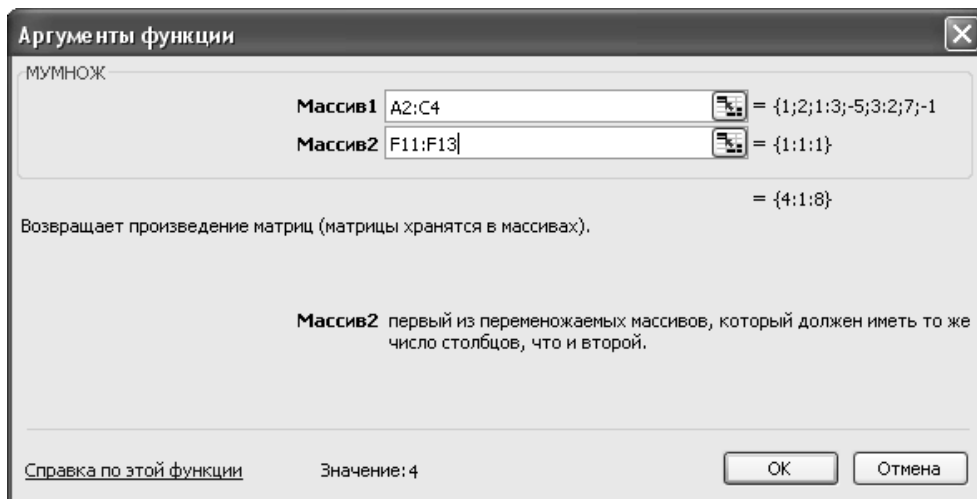 Аргументы функции
МУМНОЖ
Массив1 A2:C4 = {1;2;1:3;-5;3:2;7;-1
Массив2 F11:F13 = {1:1:1}
= {4:1:8}
Возвращает произведение матриц (матрицы хранятся в массивах).
Массив2 первый из переменожаемых массивов, который должен иметь то же
число столбцов, что и второй.
Справка по этой функции Значение:4 OK Отмена